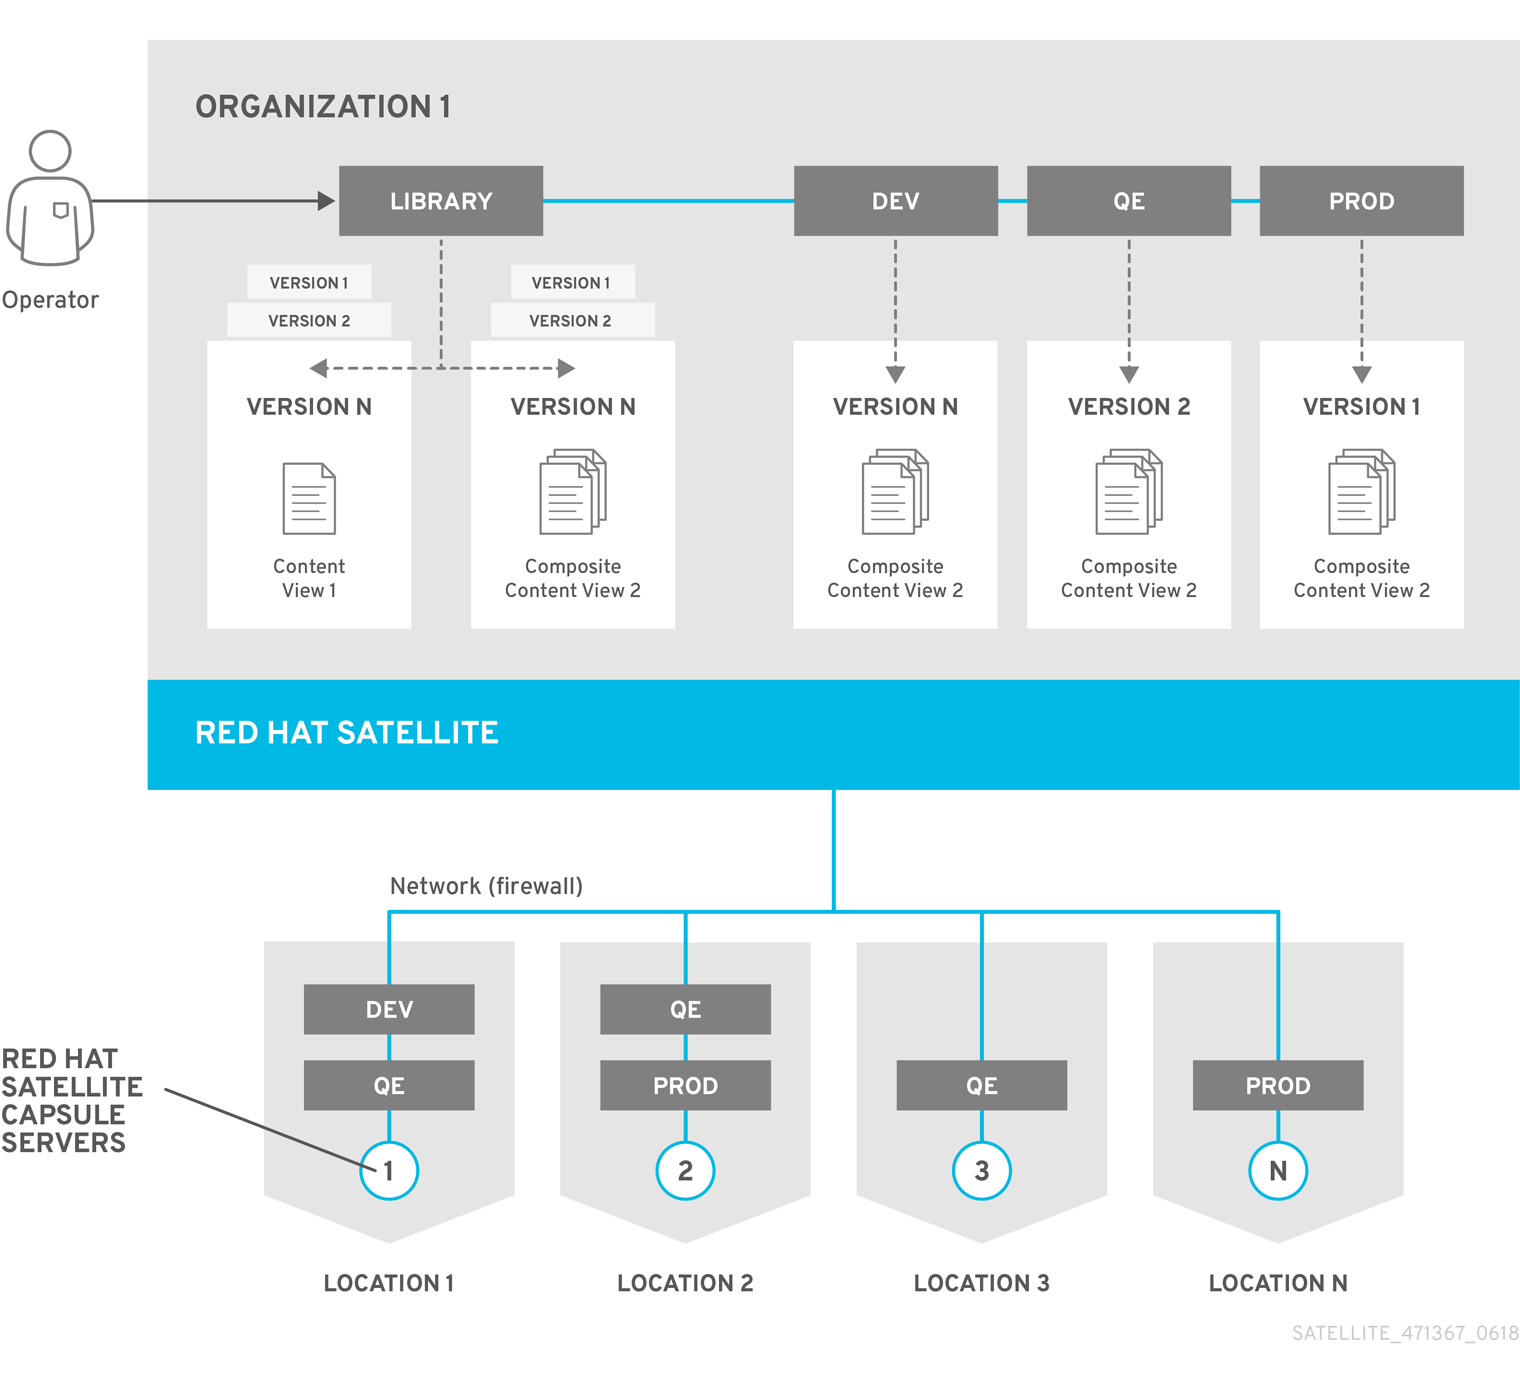 ORGANIZATION 1
Operator
LIBRARY
DEV
QE
PROD
VERSION 1
VERSION 2
VERSION N
Content
View 1
VERSION 1
VERSION 2
VERSION N
Composite
Content View 2
VERSION N
Composite
Content View 2
VERSION 2
Composite
Content View 2
VERSION 1
Composite
Content View 2
RED HAT SATELLITE
Network (firewall)
RED HAT
SATELLITE
CAPSULE
SERVERS
DEV
QE
1
LOCATION 1
QE
PROD
2
LOCATION 2
QE
3
LOCATION 3
PROD
N
LOCATION N
SATELLITE_471367_0618